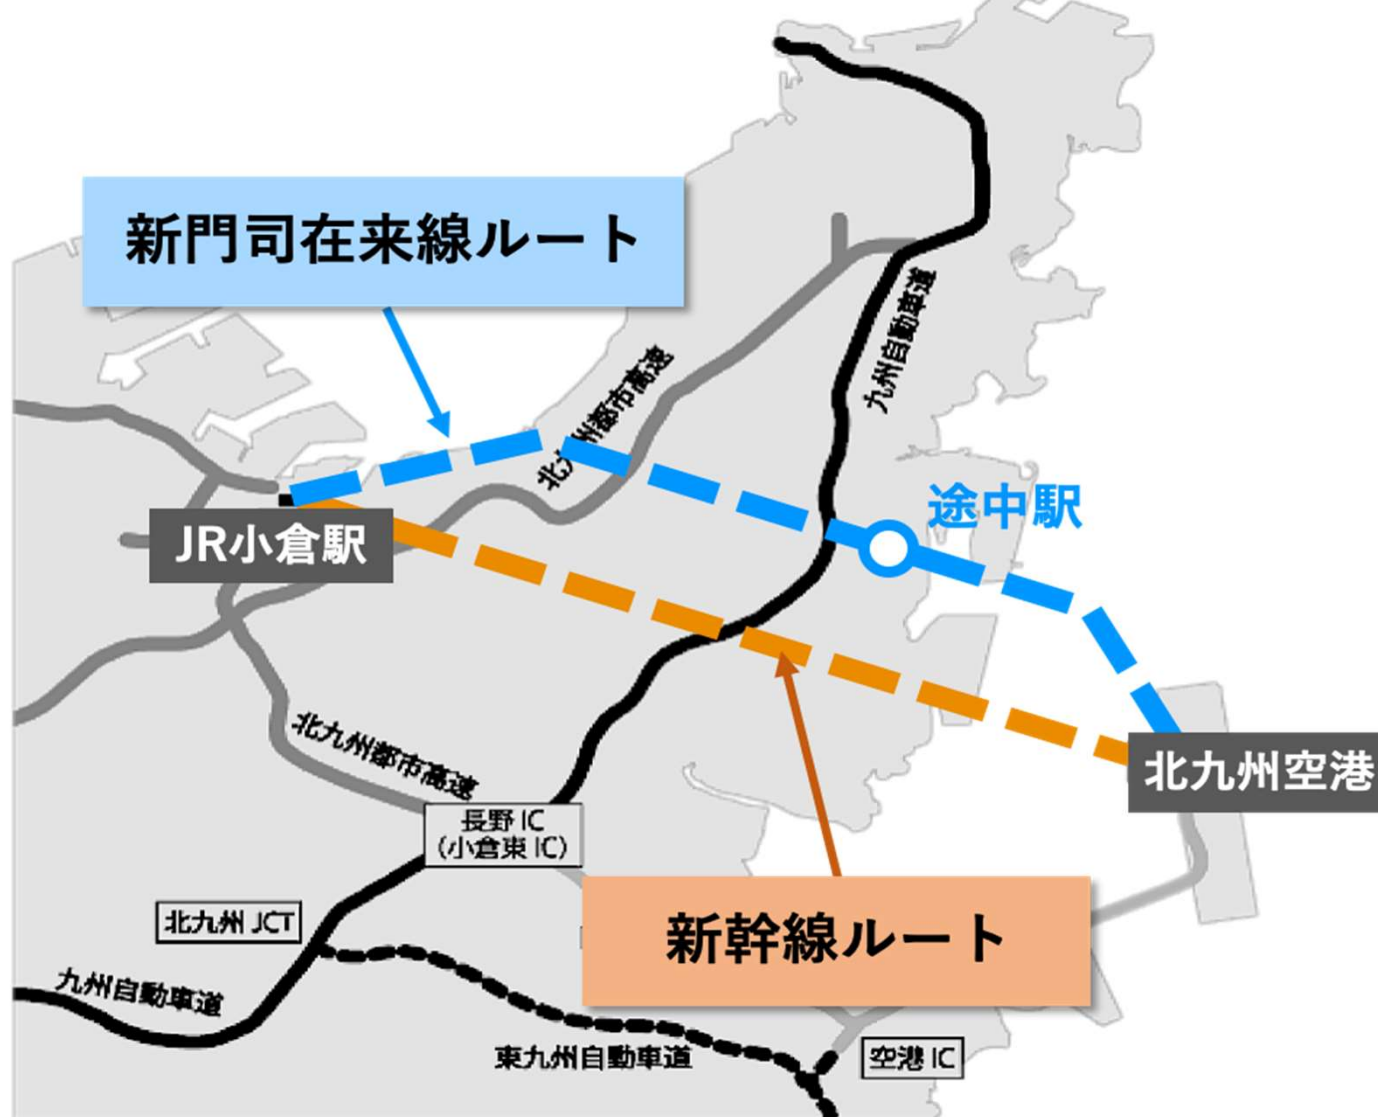 新門司在来線ルート
九州自動車道
北九州都市高速
途中駅
JR小倉駅
北九州都市高速
北九州空港
長野 IC
(小倉東 IC)
北九州 JCT
新幹線ルート
九州自動車道
東九州自動車道
空港 IC